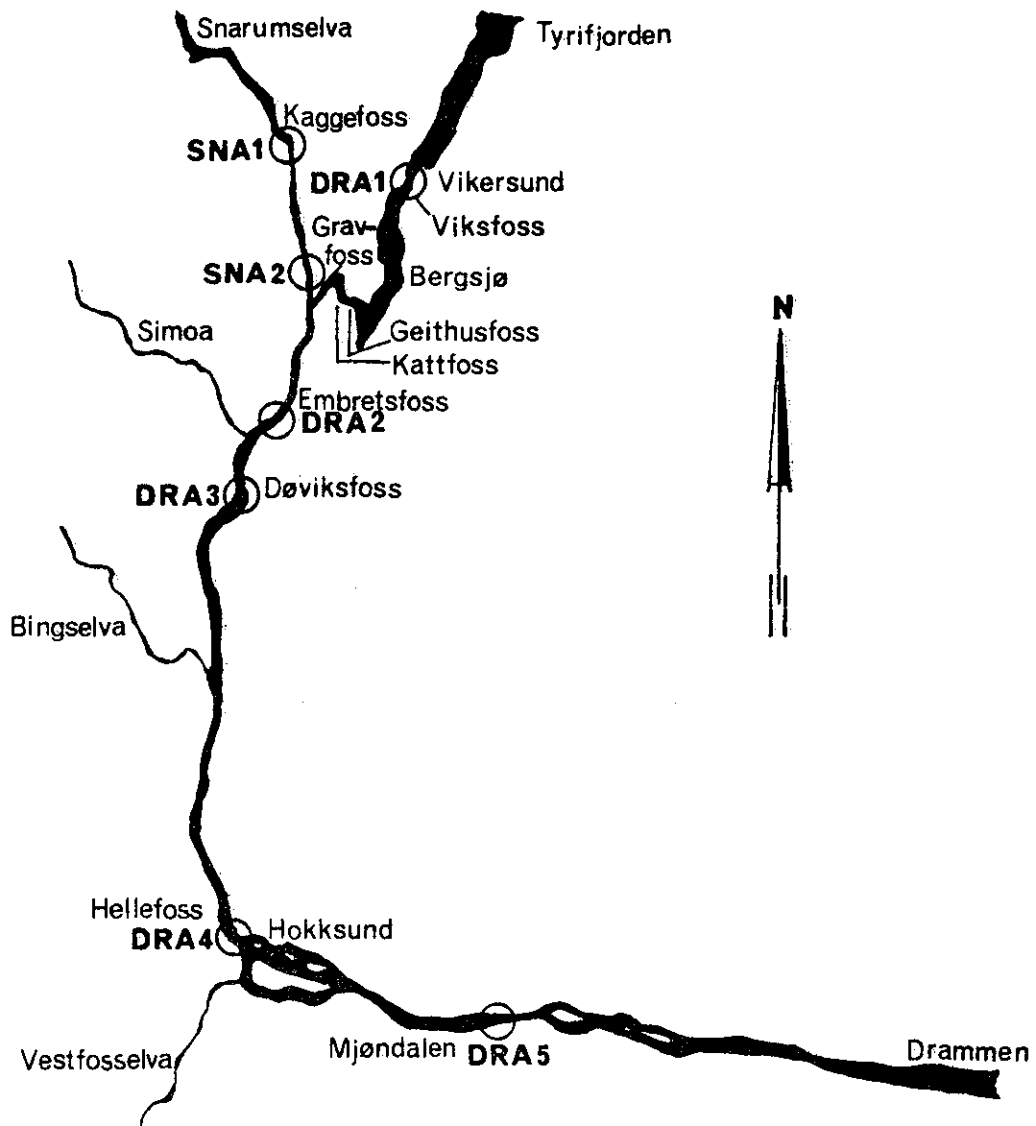 Snarumselva
Tyrifjorden
Kaggefoss
SNA1
DRA1
Vikersund
Viksfoss
Grav-
foss
SNA2
Bergsjø
Geithusfoss
Kattfoss
Simoa
Embretsfoss
DRA2
DRA3
Døviksfoss
N
Bingselva
Hellefoss
DRA4
Hokksund
Mjøndalen
DRA5
Vestfosselva
Drammen